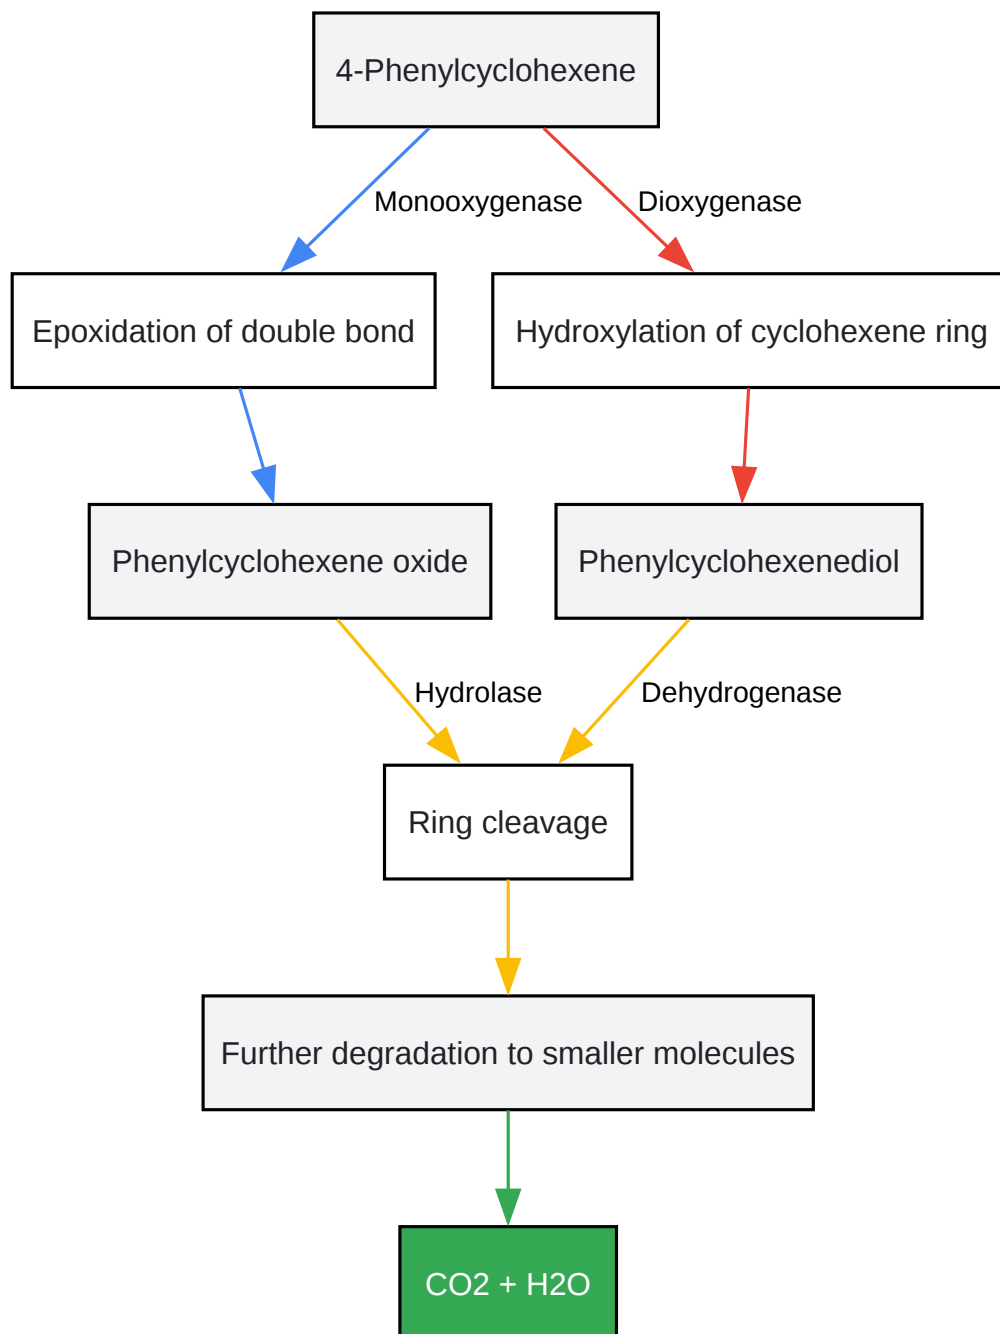 4-Phenylcyclohexene
Monooxygenase
Dioxygenase
Epoxidation of double bond
Hydroxylation of cyclohexene ring
Phenylcyclohexene oxide
Phenylcyclohexenediol
Hydrolase
Dehydrogenase
Ring cleavage
Further degradation to smaller molecules
CO2 + H2O